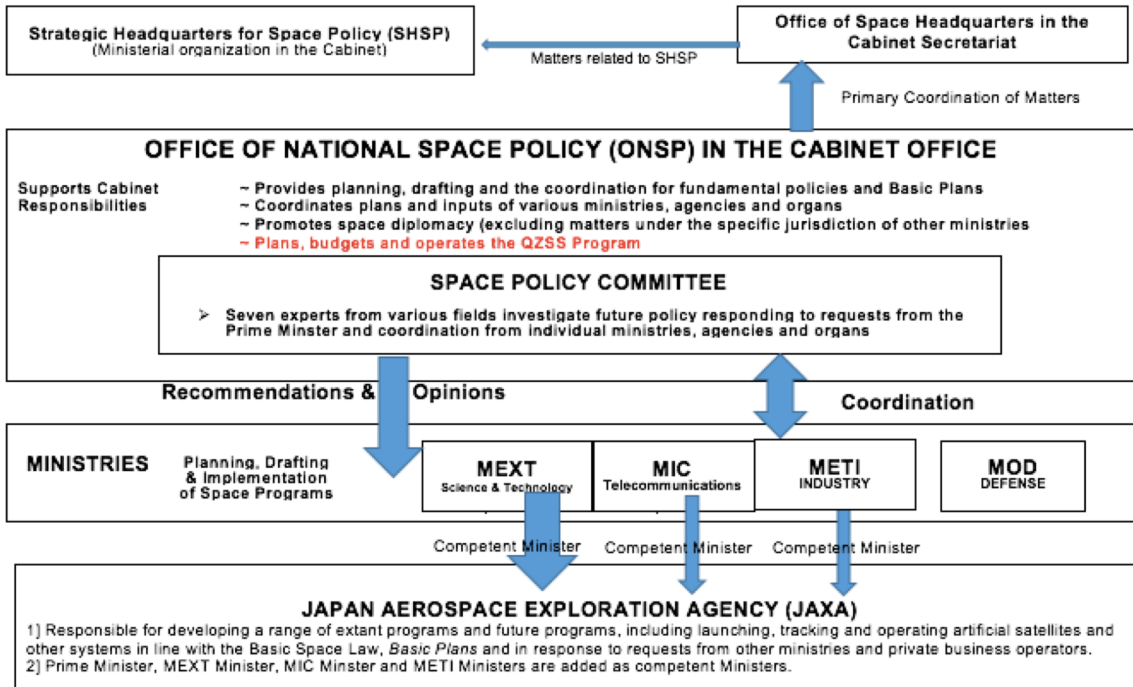 Strategic Headquarters for Space Policy (SHSP)
(Ministerial organization in the Cabinet)
Office of Space Headquarters in the
Cabinet Secretariat
Matters related to SHSP
Primary Coordination of Matters
OFFICE OF NATIONAL SPACE POLICY (ONSP) IN THE CABINET OFFICE
Supports Cabinet
Responsibilities
~ Provides planning, drafting and the coordination for fundamental policies and Basic Plans
~ Coordinates plans and inputs of various ministries, agencies and organs
~ Promotes space diplomacy (excluding matters under the specific jurisdiction of other ministries
~ Plans, budgets and operates the QZSS Program
SPACE POLICY COMMITTEE
➢ Seven experts from various fields investigate future policy responding to requests from the
Prime Minster and coordination from individual ministries, agencies and organs
Recommendations & Opinions
Coordination
MINISTRIES
Planning, Drafting
& Implementation
of Space Programs
MEXT
Science & Technology
MIC
Telecommunications
METI
INDUSTRY
MOD
DEFENSE
Competent Minister
Competent Minister
Competent Minister
JAPAN AEROSPACE EXPLORATION AGENCY (JAXA)
1] Responsible for developing a range of extant programs and future programs, including launching, tracking and operating artificial satellites and
other systems in line with the Basic Space Law, Basic Plans and in response to requests from other ministries and private business operators.
2] Prime Minister, MEXT Minister, MIC Minster and METI Ministers are added as competent Ministers.